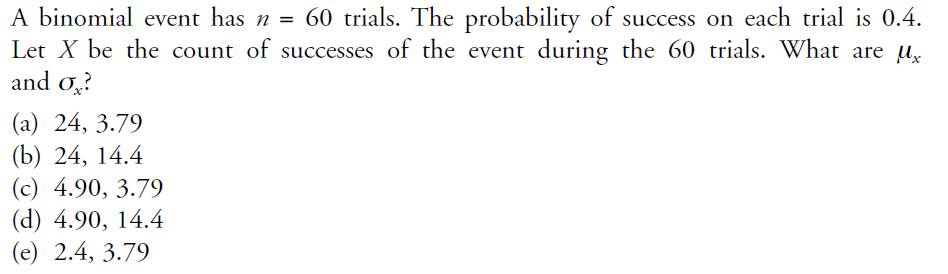 A binomial event has n = 60 trials. The probability of success on each trial is 0.4.
Let X be the count of successes of the event during the 60 trials. What are μₓ
and σₓ?
(a) 24, 3.79
(b) 24, 14.4
(c) 4.90, 3.79
(d) 4.90, 14.4
(e) 2.4, 3.79